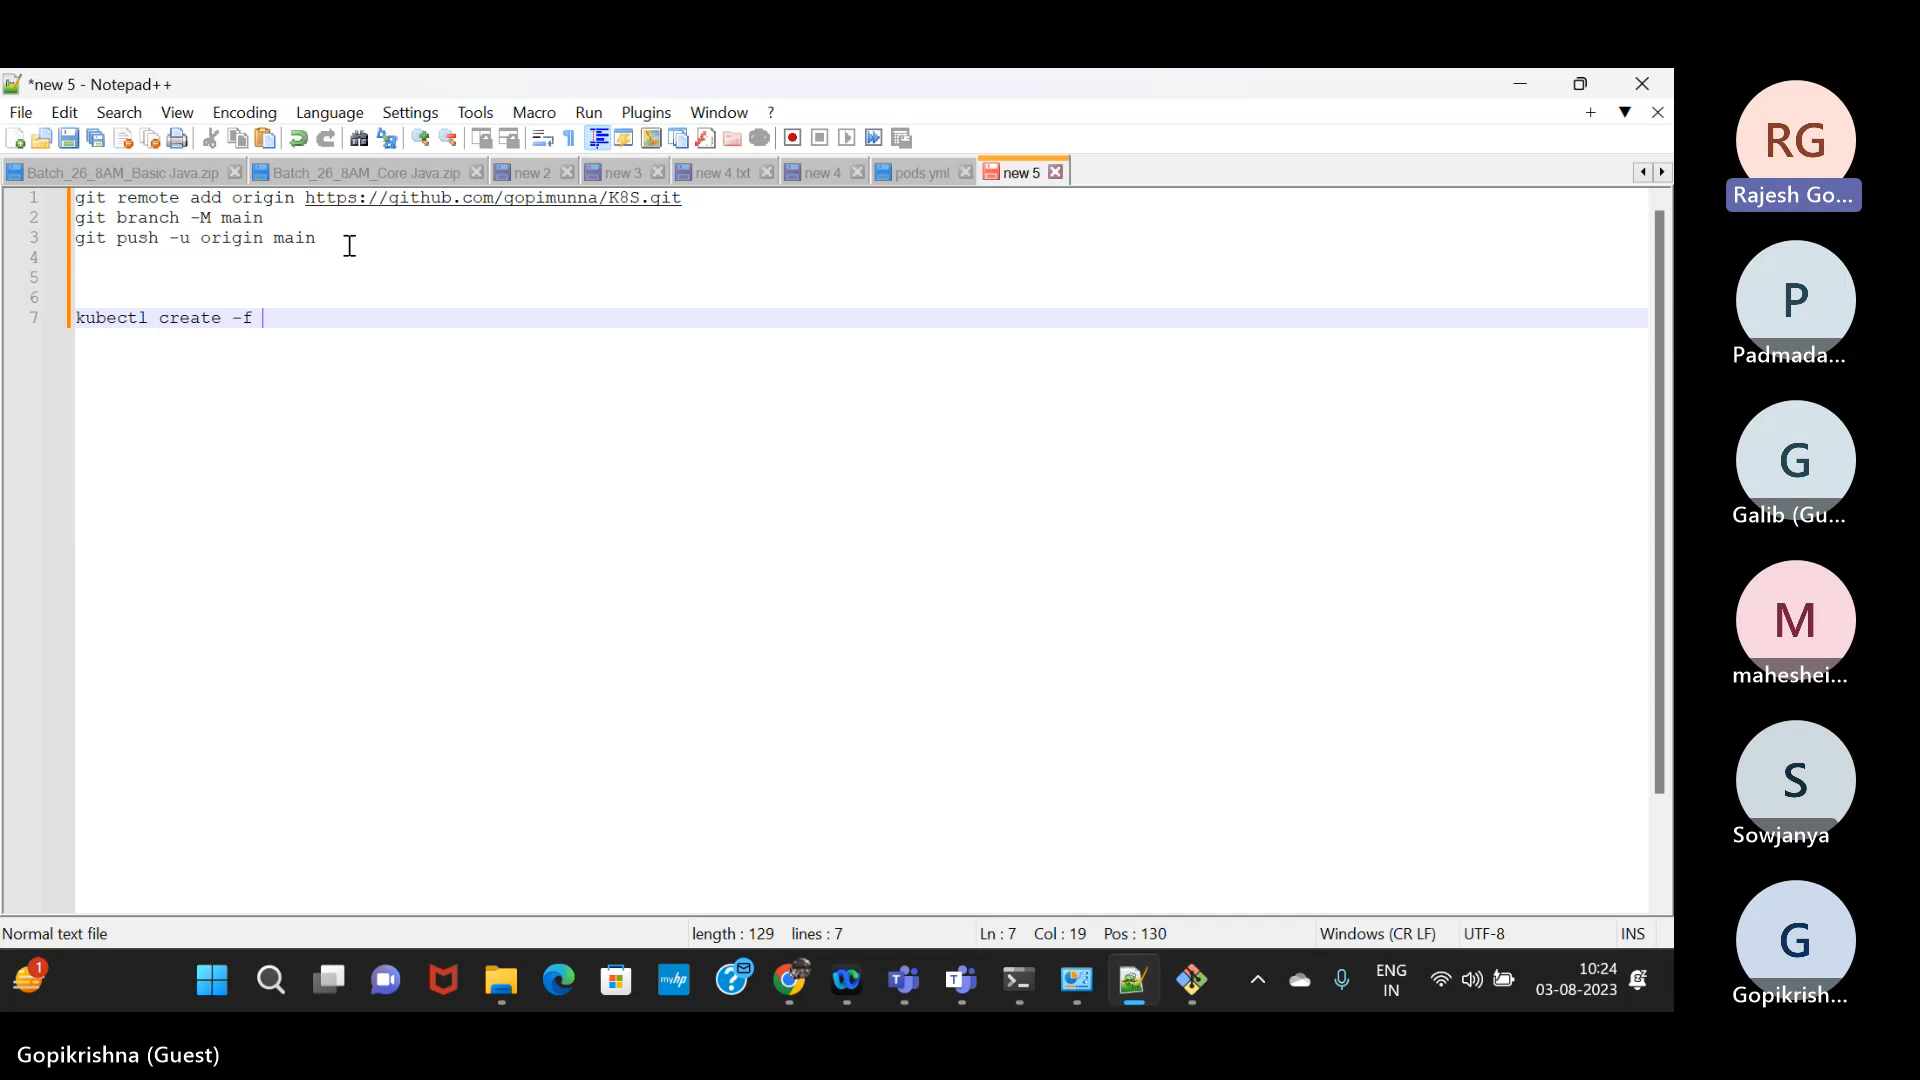 *new 5 - Notepad++
File Edit Search View Encoding Language Settings Tools Macro Run Plugins Window ?
Batch_26_8AM_Basic Java.zip Batch_26_8AM_Core Java.zip new 2 new 3 new 4.txt new 4 pods.yml new 5
1 git remote add origin https://github.com/gopimunna/K8S.git
2 git branch -M main
3 git push -u origin main
4
5
6
7 kubectl create -f
Normal text file length : 129 lines : 7 Ln : 7 Col : 19 Pos : 130 Windows (CR LF) UTF-8 INS
1 myhp ENG IN 10:24 03-08-2023
RG
Rajesh Go...
P
Padmada...
G
Galib (Gu...
M
maheshei...
S
Sowjanya
G
Gopikrish...
Gopikrishna (Guest)